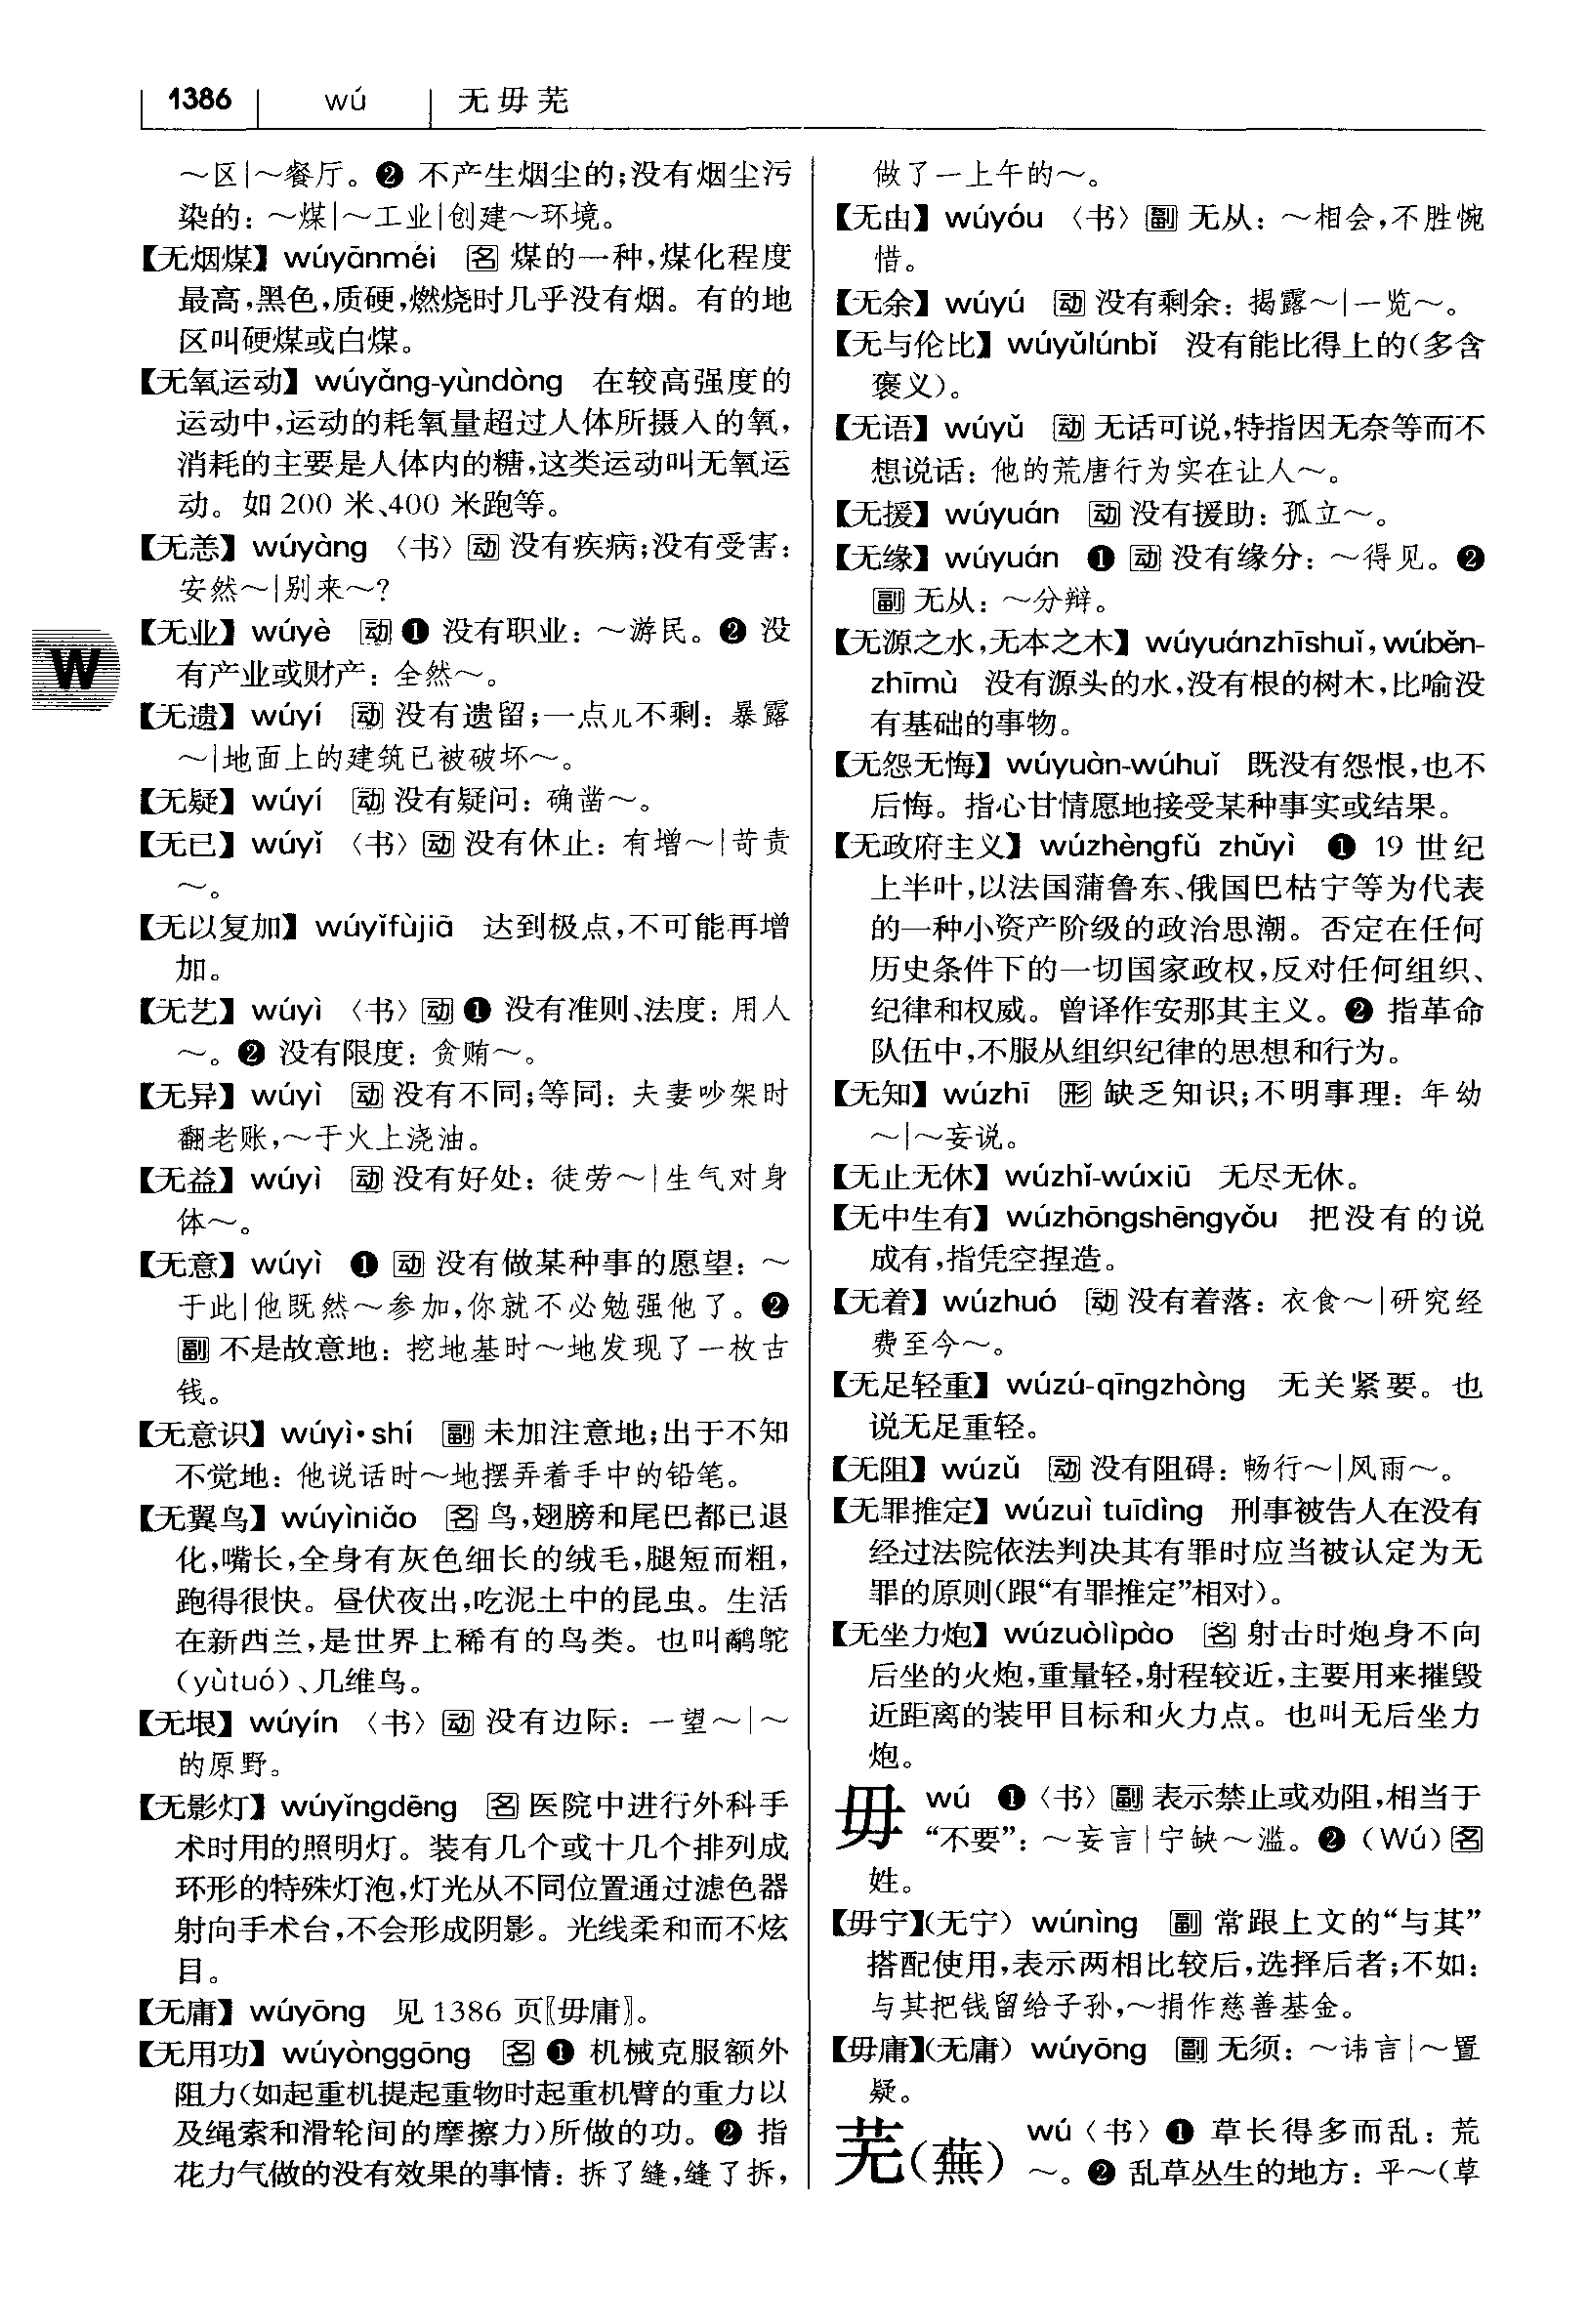 1386 wú 无毋芜
～区|～餐厅。❷ 不产生烟尘的;没有烟尘污
染的: ～煤|～工业|创建～环境。
【无烟煤】 wúyānméi 名 煤的一种,煤化程度
最高,黑色,质硬,燃烧时几乎没有烟。有的地
区叫硬煤或白煤。
【无氧运动】 wúyǎng-yùndòng 在较高强度的
运动中,运动的耗氧量超过人体所摄入的氧,
消耗的主要是人体内的糖,这类运动叫无氧运
动。如 200 米、400 米跑等。
【无恙】 wúyàng 〈书〉 动 没有疾病;没有受害:
安然～|别来～?
【无业】 wúyè 动 ❶ 没有职业: ～游民。❷ 没
有产业或财产: 全然～。
【无遗】 wúyí 动 没有遗留;一点儿不剩: 暴露
～|地面上的建筑已被破坏～。
【无疑】 wúyí 动 没有疑问: 确凿～。
【无已】 wúyǐ 〈书〉 动 没有休止: 有增～|苛责
～。
【无以复加】 wúyǐfùjiā 达到极点,不可能再增
加。
【无艺】 wúyì 〈书〉 动 ❶ 没有准则、法度: 用人
～。❷ 没有限度: 贪贿～。
【无异】 wúyì 动 没有不同;等同: 夫妻吵架时
翻老账,～于火上浇油。
【无益】 wúyì 动 没有好处: 徒劳～|生气对身
体～。
【无意】 wúyì ❶ 动 没有做某种事的愿望: ～
于此|他既然～参加,你就不必勉强他了。❷
副 不是故意地: 挖地基时～地发现了一枚古
钱。
【无意识】 wúyì·shí 副 未加注意地;出于不知
不觉地: 他说话时～地摆弄着手中的铅笔。
【无翼鸟】 wúyìniǎo 名 鸟,翅膀和尾巴都已退
化,嘴长,全身有灰色细长的绒毛,腿短而粗,
跑得很快。昼伏夜出,吃泥土中的昆虫。生活
在新西兰,是世界上稀有的鸟类。也叫鹬鸵
(yùtuó)、几维鸟。
【无垠】 wúyín 〈书〉 动 没有边际: 一望～|～
的原野。
【无影灯】 wúyǐngdēng 名 医院中进行外科手
术时用的照明灯。装有几个或十几个排列成
环形的特殊灯泡,灯光从不同位置通过滤色器
射向手术台,不会形成阴影。光线柔和而不炫
目。
【无庸】 wúyōng 见 1386 页〖毋庸〗。
【无用功】 wúyònggōng 名 ❶ 机械克服额外
阻力(如起重机提起重物时起重机臂的重力以
及绳索和滑轮间的摩擦力)所做的功。❷ 指
花力气做的没有效果的事情: 拆了缝,缝了拆,
做了一上午的～。
【无由】 wúyóu 〈书〉 副 无从: ～相会,不胜惋
惜。
【无余】 wúyú 动 没有剩余: 揭露～|一览～。
【无与伦比】 wúyǔlúnbǐ 没有能比得上的(多含
褒义)。
【无语】 wúyǔ 动 无话可说,特指因无奈等而不
想说话: 他的荒唐行为实在让人～。
【无援】 wúyuán 动 没有援助: 孤立～。
【无缘】 wúyuán ❶ 动 没有缘分: ～得见。❷
副 无从: ～分辩。
【无源之水,无本之木】 wúyuánzhīshuǐ, wúběn-
zhīmù 没有源头的水,没有根的树木,比喻没
有基础的事物。
【无怨无悔】 wúyuàn-wúhuǐ 既没有怨恨,也不
后悔。指心甘情愿地接受某种事实或结果。
【无政府主义】 wúzhèngfǔ zhǔyì ❶ 19 世纪
上半叶,以法国蒲鲁东、俄国巴枯宁等为代表
的一种小资产阶级的政治思潮。否定在任何
历史条件下的一切国家政权,反对任何组织、
纪律和权威。曾译作安那其主义。❷ 指革命
队伍中,不服从组织纪律的思想和行为。
【无知】 wúzhī 形 缺乏知识;不明事理: 年幼
～|～妄说。
【无止无休】 wúzhǐ-wúxiū 无尽无休。
【无中生有】 wúzhōngshēngyǒu 把没有的说
成有,指凭空捏造。
【无着】 wúzhuó 动 没有着落: 衣食～|研究经
费至今～。
【无足轻重】 wúzú-qīngzhòng 无关紧要。也
说无足重轻。
【无阻】 wúzǔ 动 没有阻碍: 畅行～|风雨～。
【无罪推定】 wúzuì tuīdìng 刑事被告人在没有
经过法院依法判决其有罪时应当被认定为无
罪的原则(跟“有罪推定”相对)。
【无坐力炮】 wúzuòlìpào 名 射击时炮身不向
后坐的火炮,重量轻,射程较近,主要用来摧毁
近距离的装甲目标和火力点。也叫无后坐力
炮。
毋 wú ❶〈书〉 副 表示禁止或劝阻,相当于
“不要”: ～妄言|宁缺～滥。❷ (Wú) 名
姓。
【毋宁】(无宁) wúnìng 副 常跟上文的“与其”
搭配使用,表示两相比较后,选择后者;不如:
与其把钱留给子孙,～捐作慈善基金。
【毋庸】(无庸) wúyōng 副 无须: ～讳言|～置
疑。
芜(蕪) wú〈书〉❶ 草长得多而乱: 荒
～。❷ 乱草丛生的地方: 平～(草
W